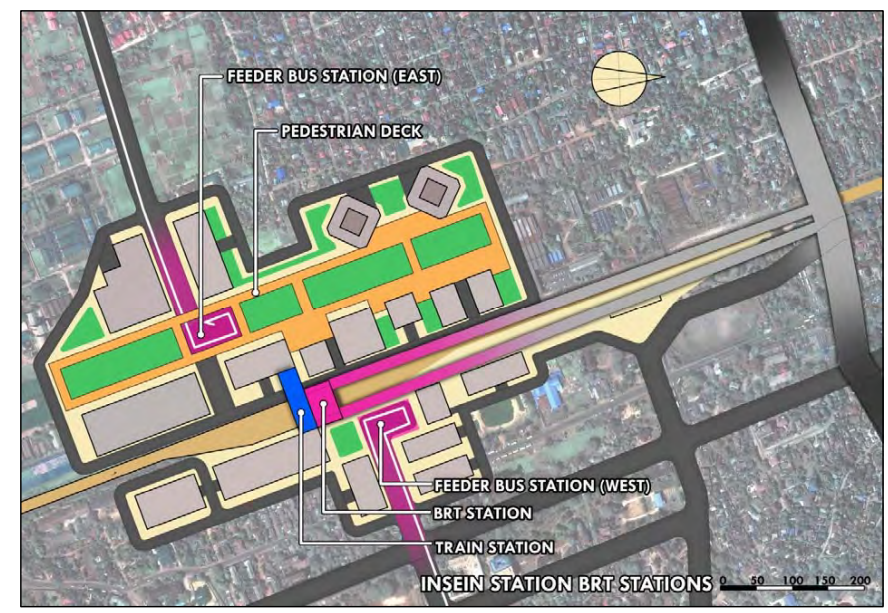 FEEDER BUS STATION (EAST)
PEDESTRIAN DECK
FEEDER BUS STATION (WEST)
BRT STATION
TRAIN STATION
INSEIN STATION BRT STATIONS
0 50 100 150 200